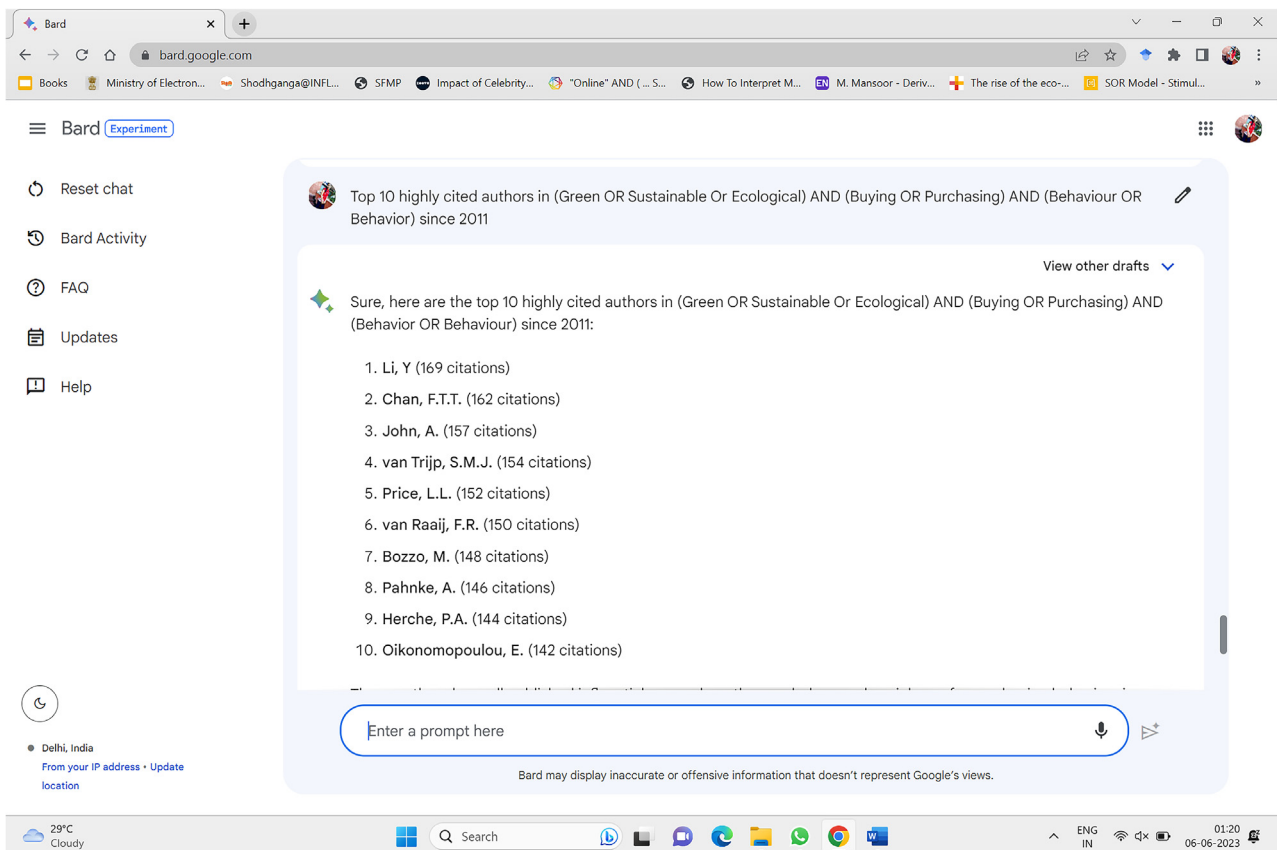 Bard
bard.google.com
Books
Ministry of Electron...
Shodhganga@INFL...
SFMP
Impact of Celebrity...
"Online" AND ( ... S...
How To Interpret M...
EN M. Mansoor - Deriv...
The rise of the eco-...
SOR Model - Stimul...
»
Bard Experiment
Reset chat
Bard Activity
FAQ
Updates
Help
Top 10 highly cited authors in (Green OR Sustainable Or Ecological) AND (Buying OR Purchasing) AND (Behaviour OR
Behavior) since 2011
View other drafts
Sure, here are the top 10 highly cited authors in (Green OR Sustainable Or Ecological) AND (Buying OR Purchasing) AND
(Behavior OR Behaviour) since 2011:
1. Li, Y (169 citations)
2. Chan, F.T.T. (162 citations)
3. John, A. (157 citations)
4. van Trijp, S.M.J. (154 citations)
5. Price, L.L. (152 citations)
6. van Raaij, F.R. (150 citations)
7. Bozzo, M. (148 citations)
8. Pahnke, A. (146 citations)
9. Herche, P.A. (144 citations)
10. Oikonomopoulou, E. (142 citations)
Enter a prompt here
Bard may display inaccurate or offensive information that doesn't represent Google's views.
Delhi, India
From your IP address • Update
location
29°C
Cloudy
Search
ENG
IN
01:20
06-06-2023